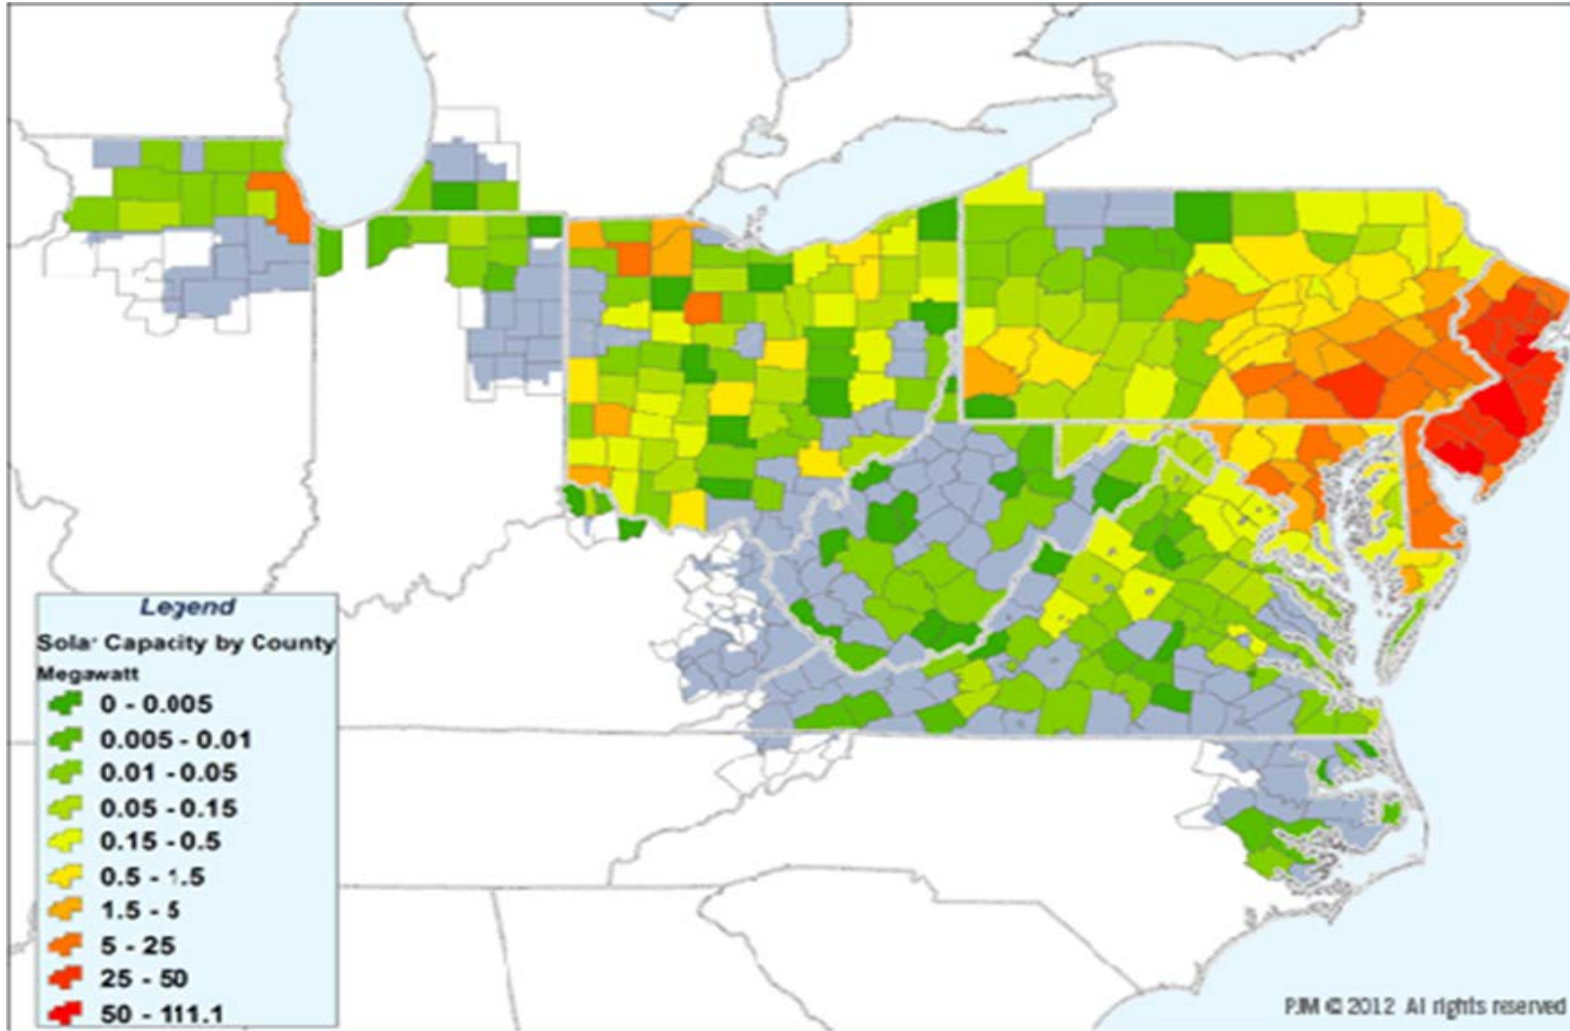 Legend
Solar Capacity by County
Megawatt
0 - 0.005
0.005 - 0.01
0.01 - 0.05
0.05 - 0.15
0.15 - 0.5
0.5 - 1.5
1.5 - 5
5 - 25
25 - 50
50 - 111.1
PJM © 2012 All rights reserved